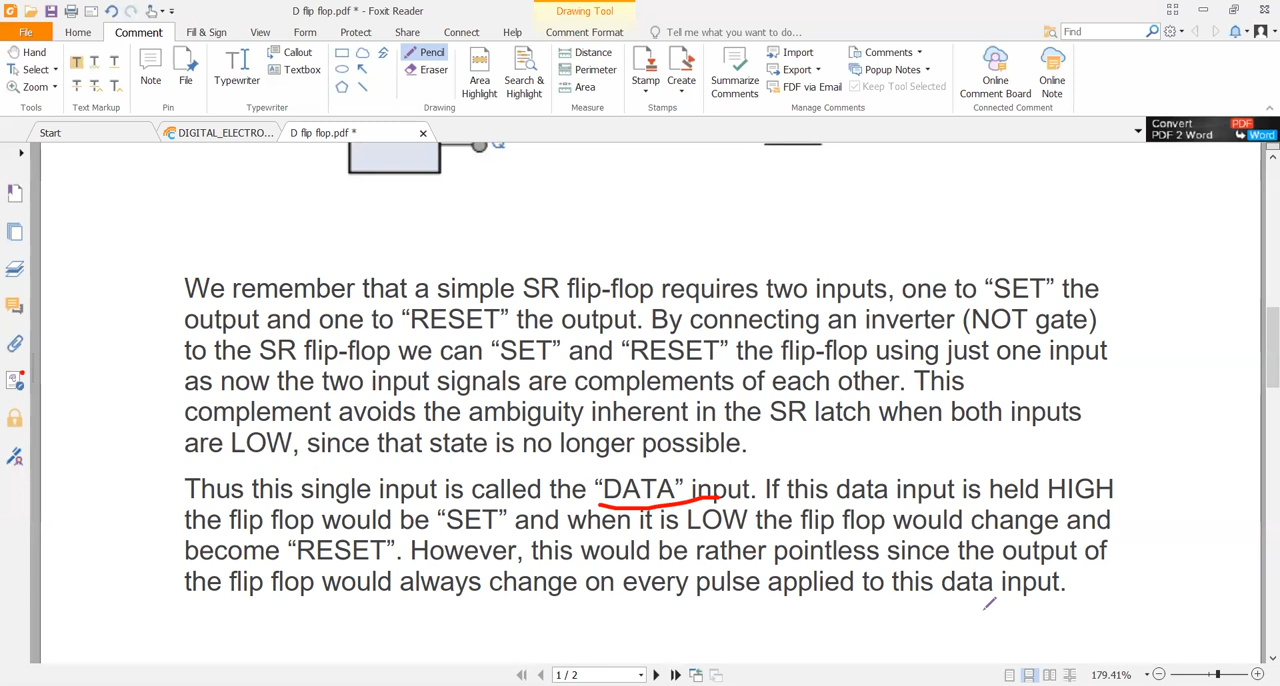 D flip flop.pdf * - Foxit Reader
Drawing Tool
File Home Comment Fill & Sign View Form Protect Share Connect Help Comment Format Tell me what you want to do... Find
Hand
Select
Zoom
Tools
T T T
T T T
Text Markup
Note
File
Pin
Typewriter
Callout
Textbox
Typewriter
Pencil
Eraser
Area Highlight
Search & Highlight
Drawing
Distance
Perimeter
Area
Measure
Stamp
Create
Stamps
Summarize Comments
Import
Export
FDF via Email
Comments
Popup Notes
Keep Tool Selected
Manage Comments
Online Comment Board
Online Note
Connected Comment
Start DIGITAL_ELECTRO... D flip flop.pdf *
Convert PDF
PDF 2 Word Word
We remember that a simple SR flip-flop requires two inputs, one to “SET” the
output and one to “RESET” the output. By connecting an inverter (NOT gate)
to the SR flip-flop we can “SET” and “RESET” the flip-flop using just one input
as now the two input signals are complements of each other. This
complement avoids the ambiguity inherent in the SR latch when both inputs
are LOW, since that state is no longer possible.
Thus this single input is called the “DATA” input. If this data input is held HIGH
the flip flop would be “SET” and when it is LOW the flip flop would change and
become “RESET”. However, this would be rather pointless since the output of
the flip flop would always change on every pulse applied to this data input.
1 / 2
179.41%